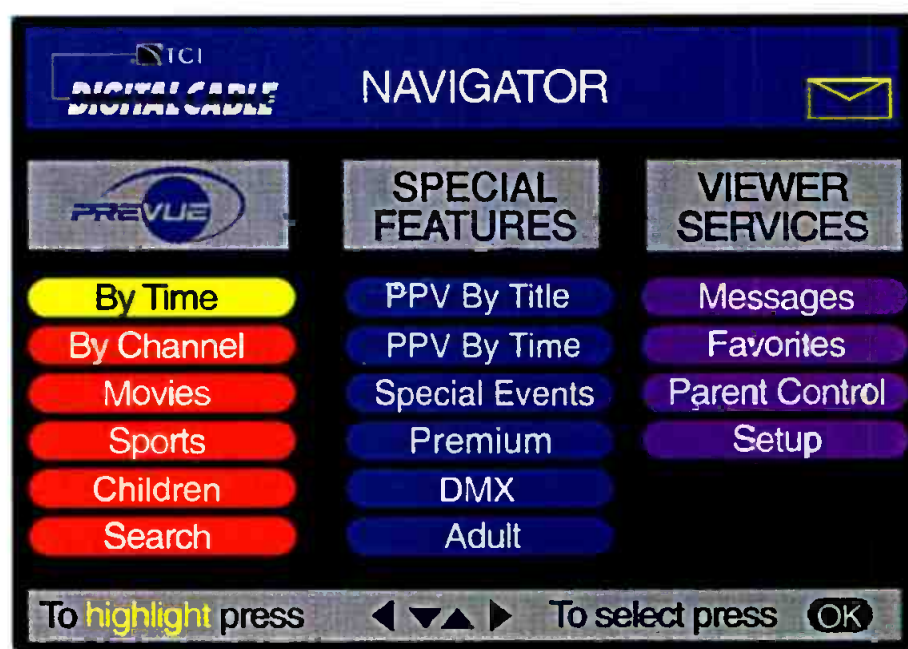 TCI
DIGITAL CABLE
NAVIGATOR
PREVUE
SPECIAL
FEATURES
VIEWER
SERVICES
By Time
By Channel
Movies
Sports
Children
Search
PPV By Title
PPV By Time
Special Events
Premium
DMX
Adult
Messages
Favorites
Parent Control
Setup
To highlight press
To select press OK